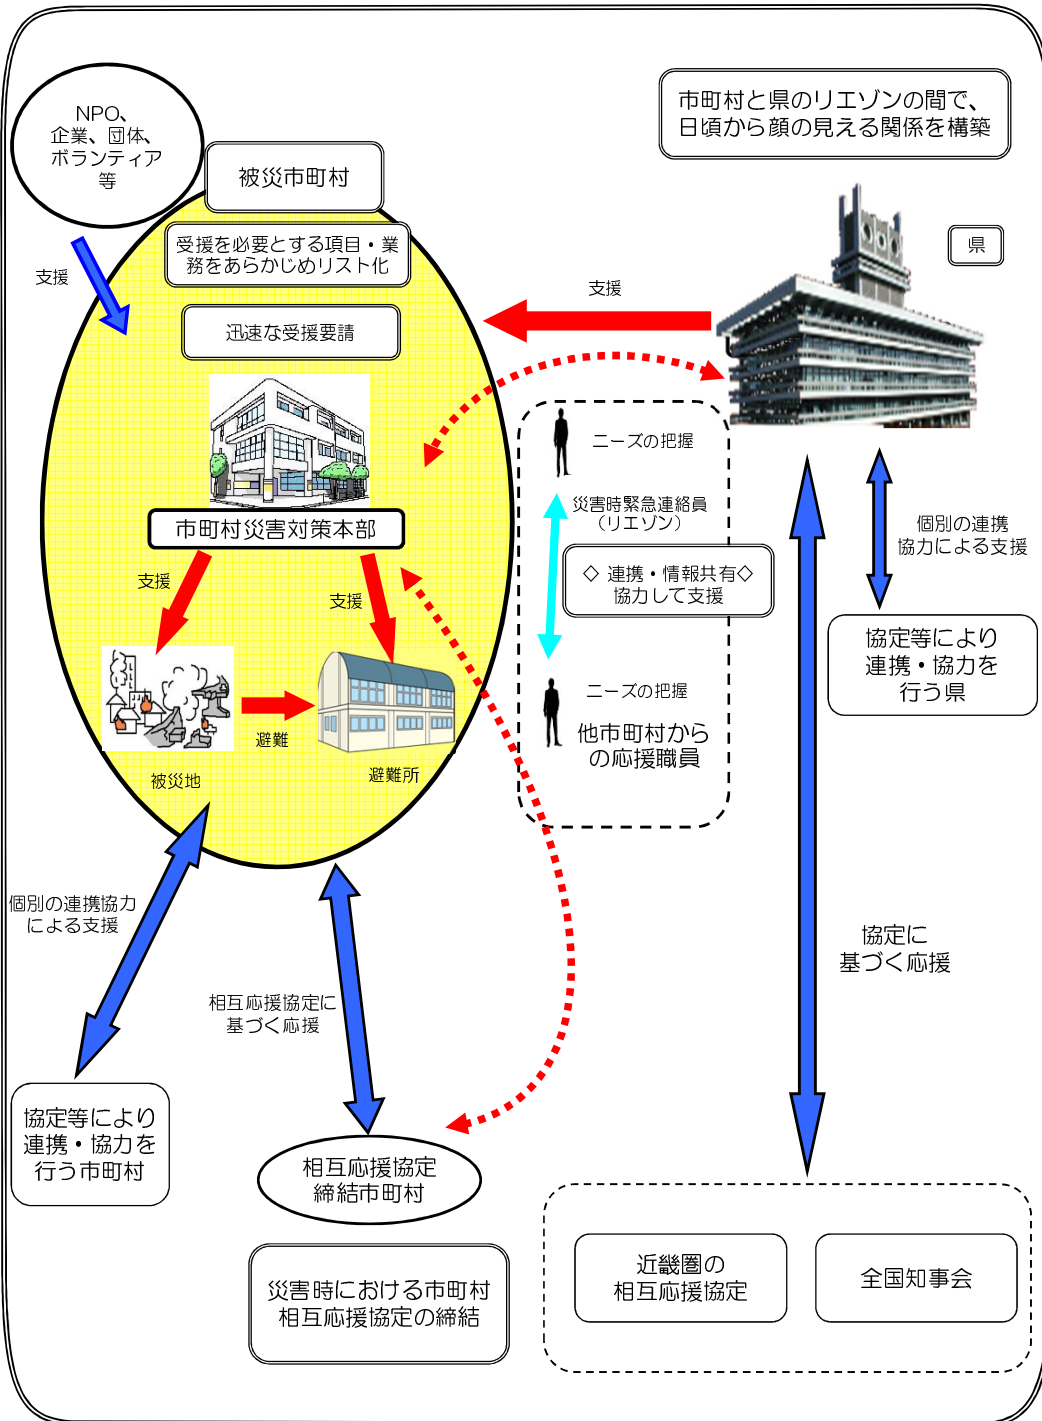 NPO、
企業、団体、
ボランティア
等
市町村と県のリエゾンの間で、
日頃から顔の見える関係を構築
被災市町村
県
受援を必要とする項目・業
務をあらかじめリスト化
支援
支援
迅速な受援要請
ニーズの把握
災害時緊急連絡員
（リエゾン）
市町村災害対策本部
個別の連携
協力による支援
◇ 連携・情報共有◇
協力して支援
支援
支援
協定等により
連携・協力を
行う県
ニーズの把握
他市町村から
の応援職員
避難
被災地
避難所
個別の連携協力
による支援
協定に
基づく応援
相互応援協定に
基づく応援
協定等により
連携・協力を
行う市町村
相互応援協定
締結市町村
災害時における市町村
相互応援協定の締結
近畿圏の
相互応援協定
全国知事会